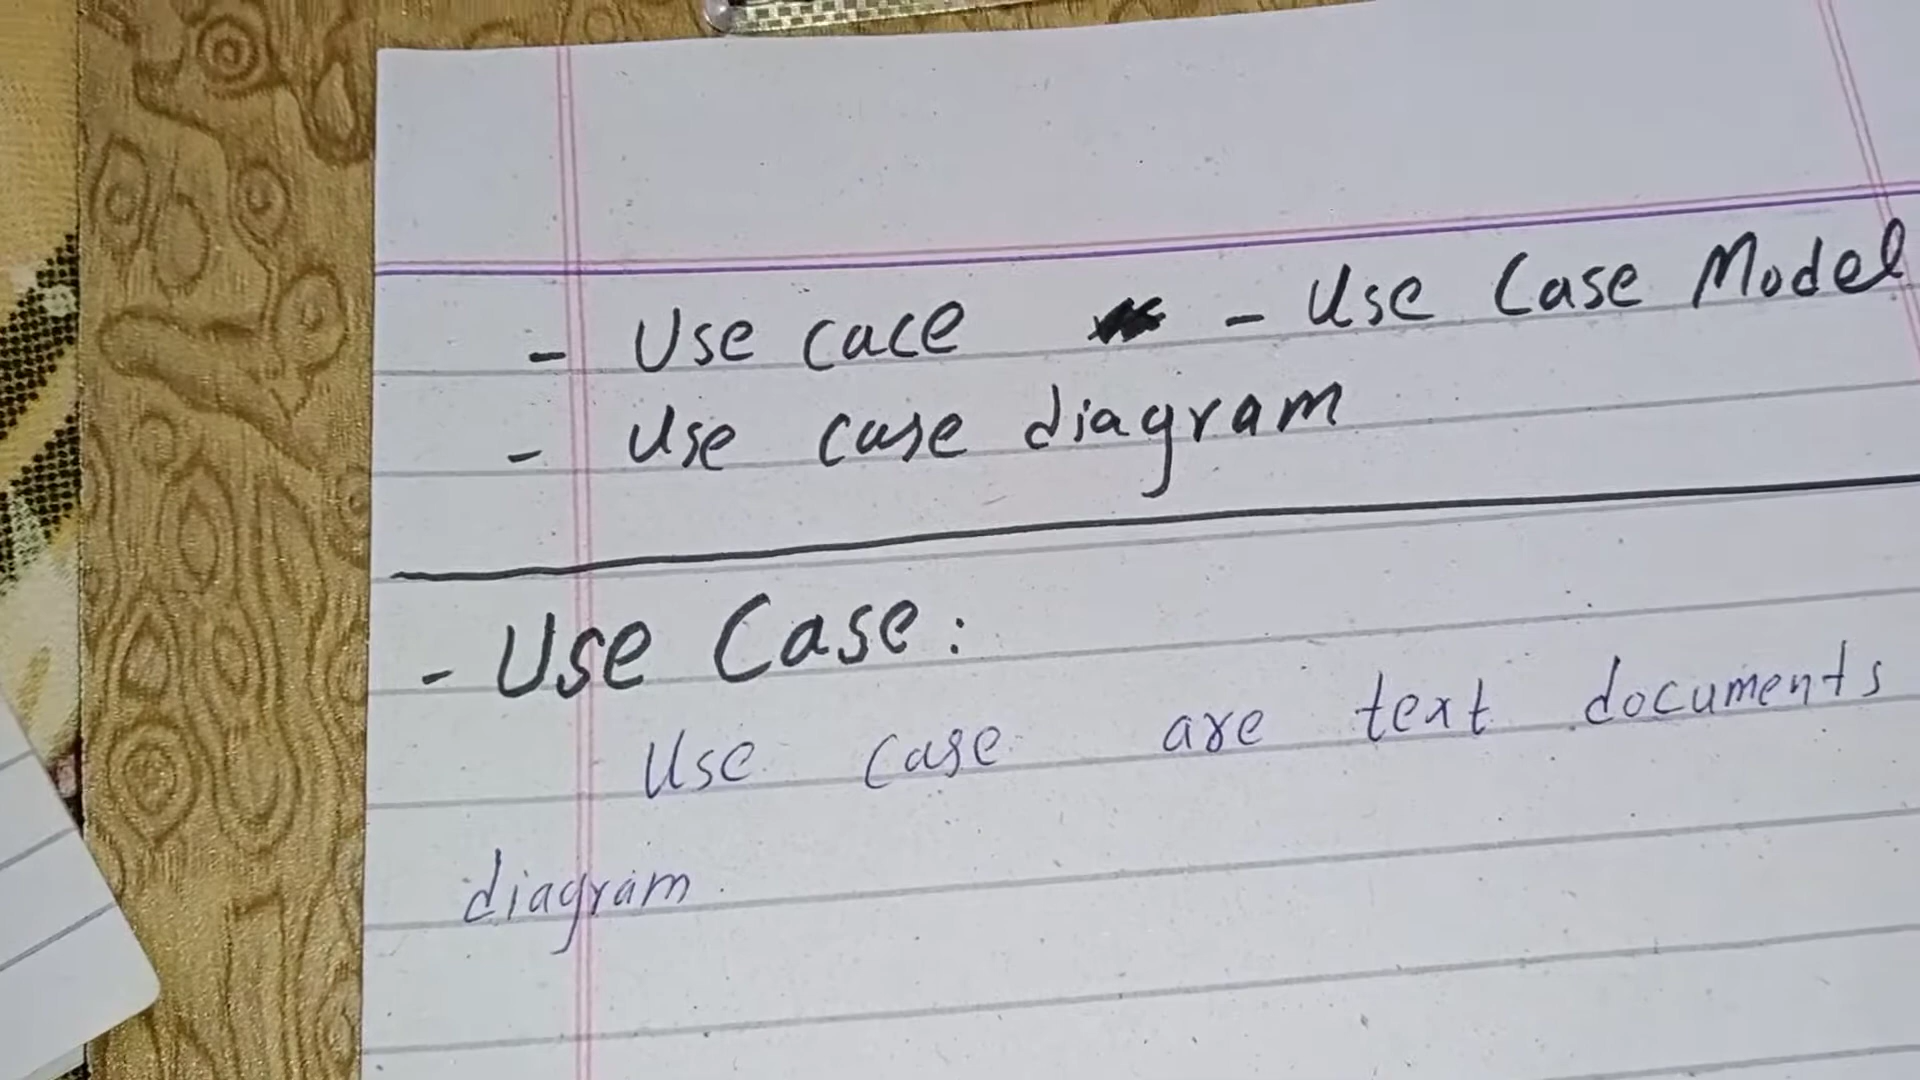 - Use cace - Use Case Model
- Use case diagram
- Use Case:
Use case are text documents
diagram